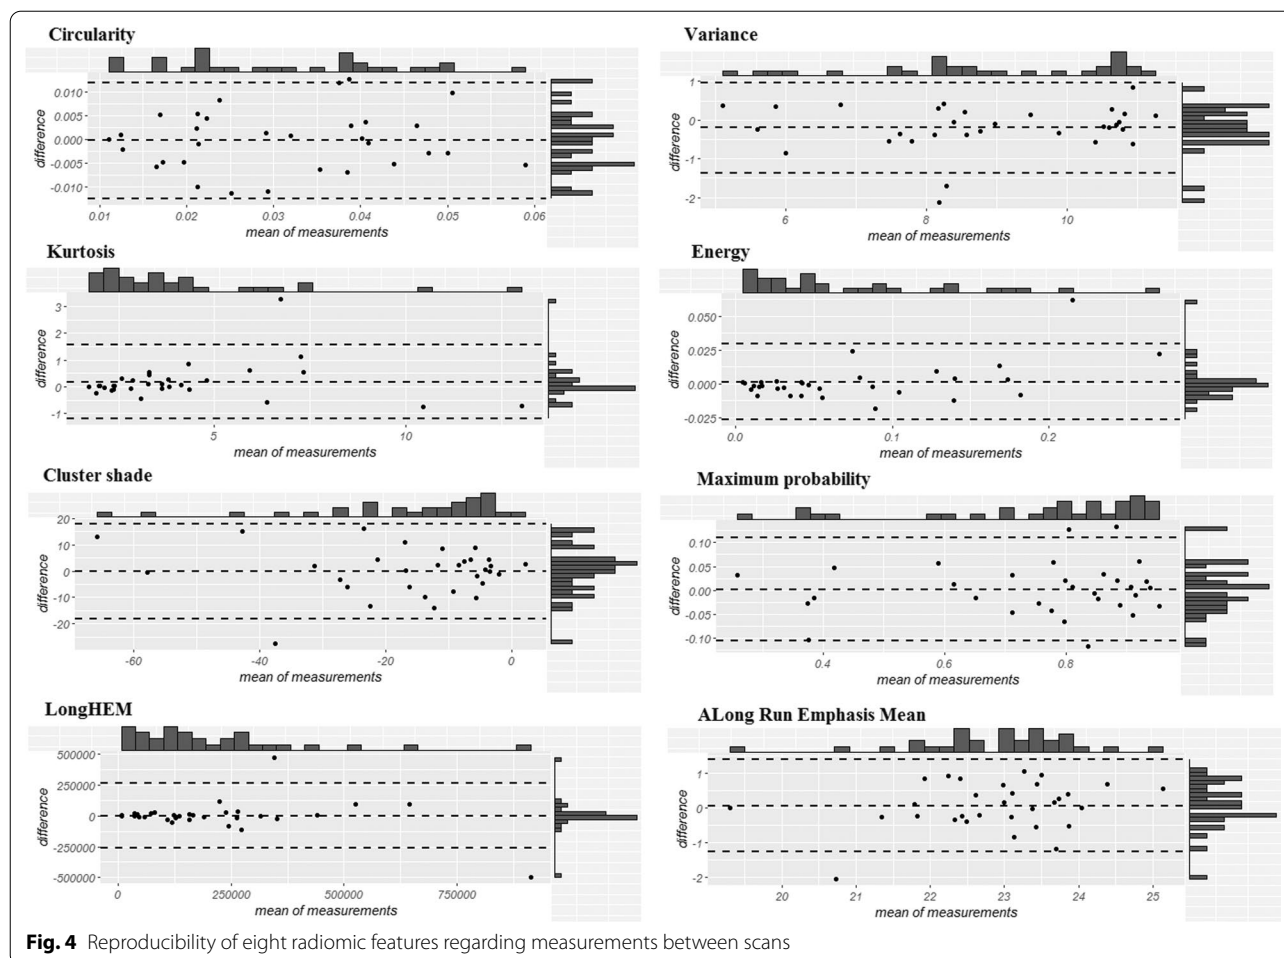 Circularity
difference
0.010
0.005
0.000
-0.005
-0.010
0.01 0.02 0.03 0.04 0.05 0.06
mean of measurements
Variance
difference
1
0
-1
-2
6 8 10
mean of measurements
Kurtosis
difference
3
2
1
0
-1
5 10
mean of measurements
Energy
difference
0.050
0.025
0.000
-0.025
0.0 0.1 0.2
mean of measurements
Cluster shade
difference
20
10
0
-10
-20
-60 -40 -20 0
mean of measurements
Maximum probability
difference
0.10
0.05
0.00
-0.05
-0.10
0.4 0.6 0.8
mean of measurements
LongHEM
difference
500000
250000
0
-250000
-500000
0 250000 500000 750000
mean of measurements
ALong Run Emphasis Mean
difference
1
0
-1
-2
20 21 22 23 24 25
mean of measurements
Fig. 4 Reproducibility of eight radiomic features regarding measurements between scans